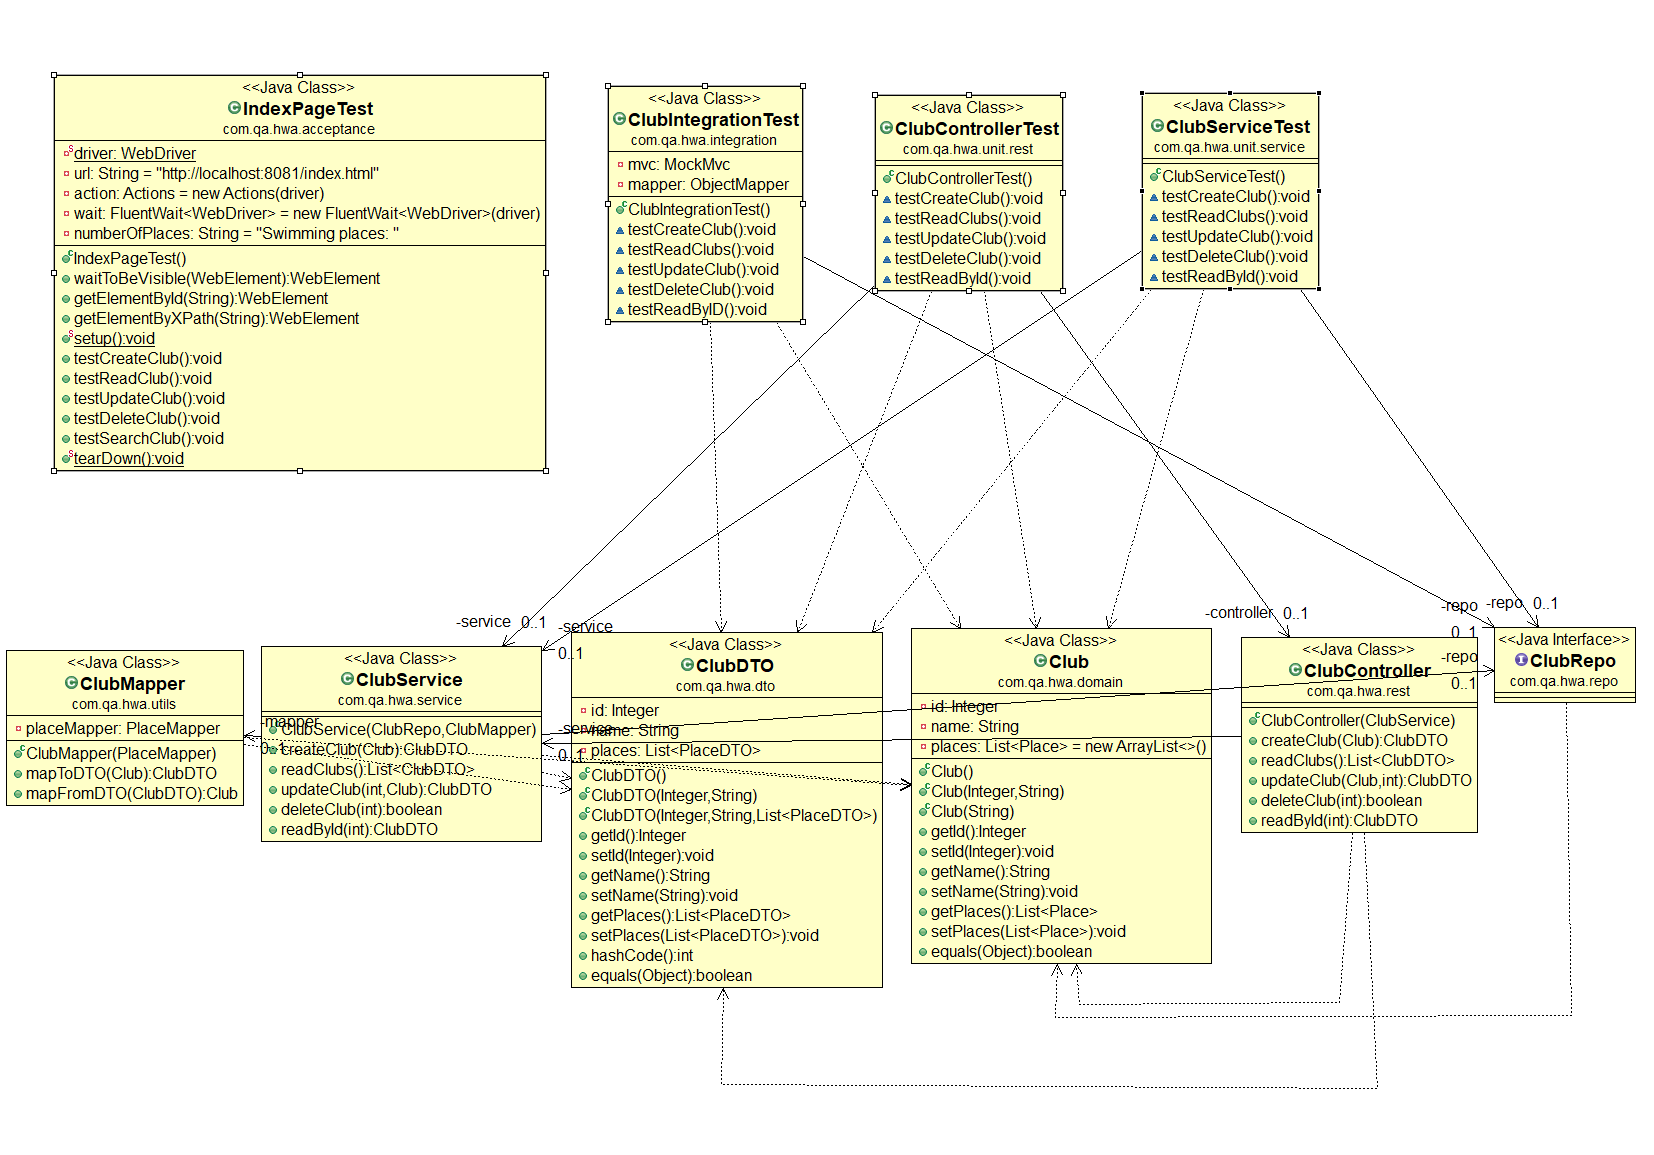 <<Java Class>>
IndexPageTest
com.qa.hwa.acceptance
driver: WebDriver
url: String = "http://localhost:8081/index.html"
action: Actions = new Actions(driver)
wait: FluentWait<WebDriver> = new FluentWait<WebDriver>(driver)
numberOfPlaces: String = "Swimming places: "
IndexPageTest()
waitToBeVisible(WebElement):WebElement
getElementById(String):WebElement
getElementByXPath(String):WebElement
setup():void
testCreateClub():void
testReadClub():void
testUpdateClub():void
testDeleteClub():void
testSearchClub():void
tearDown():void
<<Java Class>>
ClubIntegrationTest
com.qa.hwa.integration
mvc: MockMvc
mapper: ObjectMapper
ClubIntegrationTest()
testCreateClub():void
testReadClubs():void
testUpdateClub():void
testDeleteClub():void
testReadByID():void
<<Java Class>>
ClubControllerTest
com.qa.hwa.unit.rest
ClubControllerTest()
testCreateClub():void
testReadClubs():void
testUpdateClub():void
testDeleteClub():void
testReadById():void
<<Java Class>>
ClubServiceTest
com.qa.hwa.unit.service
ClubServiceTest()
testCreateClub():void
testReadClubs():void
testUpdateClub():void
testDeleteClub():void
testReadById():void
-service 0..1
-service
0..1
-controller 0..1
-repo
0..1
-repo 0..1
-repo
0..1
-mapper
0..1
-service
0..1
<<Java Class>>
ClubMapper
com.qa.hwa.utils
placeMapper: PlaceMapper
ClubMapper(PlaceMapper)
mapToDTO(Club):ClubDTO
mapFromDTO(ClubDTO):Club
<<Java Class>>
ClubService
com.qa.hwa.service
ClubService(ClubRepo,ClubMapper)
createClub(Club):ClubDTO
readClubs():List<ClubDTO>
updateClub(int,Club):ClubDTO
deleteClub(int):boolean
readById(int):ClubDTO
<<Java Class>>
ClubDTO
com.qa.hwa.dto
id: Integer
name: String
places: List<PlaceDTO>
ClubDTO()
ClubDTO(Integer,String)
ClubDTO(Integer,String,List<PlaceDTO>)
getId():Integer
setId(Integer):void
getName():String
setName(String):void
getPlaces():List<PlaceDTO>
setPlaces(List<PlaceDTO>):void
hashCode():int
equals(Object):boolean
<<Java Class>>
Club
com.qa.hwa.domain
id: Integer
name: String
places: List<Place> = new ArrayList<>()
Club()
Club(Integer,String)
Club(String)
getId():Integer
setId(Integer):void
getName():String
setName(String):void
getPlaces():List<Place>
setPlaces(List<Place>):void
equals(Object):boolean
<<Java Class>>
ClubController
com.qa.hwa.rest
ClubController(ClubService)
createClub(Club):ClubDTO
readClubs():List<ClubDTO>
updateClub(Club,int):ClubDTO
deleteClub(int):boolean
readById(int):ClubDTO
<<Java Interface>>
ClubRepo
com.qa.hwa.repo